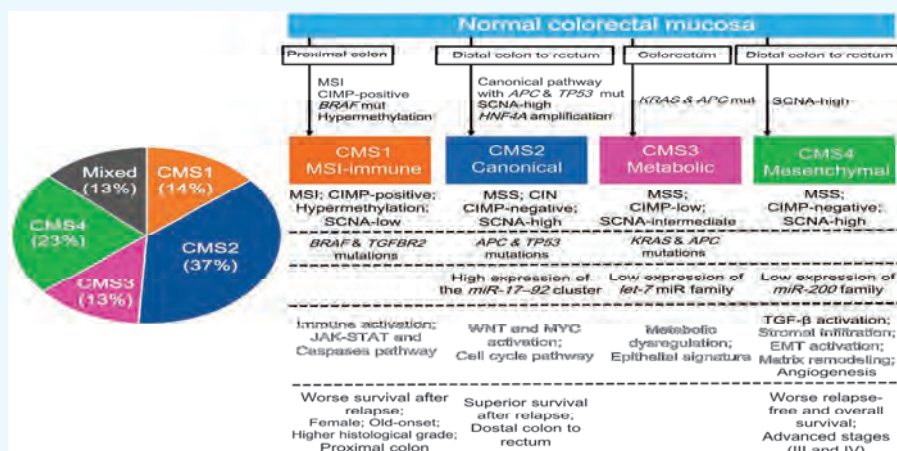 Normal colorectal mucosa
Proximal colon
Distal colon to rectum
Colorectum
Distal colon to rectum
MSI
CIMP-positive
BRAF mut
Hypermethylation
Canonical pathway
with APC & TP53 mut
SCNA-high
HNF4A amplification
KRAS & APC mut
SCNA-high
CMS1
MSI-immune
CMS2
Canonical
CMS3
Metabolic
CMS4
Mesenchymal
Mixed
(13%)
CMS1
(14%)
CMS4
(23%)
CMS2
(37%)
CMS3
(13%)
MSI; CIMP-positive;
Hypermethylation;
SCNA-low
MSS; CIN
CIMP-negative;
SCNA-high
MSS;
CIMP-low;
SCNA-intermediate
MSS;
CIMP-negative;
SCNA-high
BRAF & TGFBR2
mutations
APC & TP53
mutations
KRAS & APC
mutations
High expression of
the miR-17–92 cluster
Low expression of
let-7 miR family
Low expression of
miR-200 family
Immune activation;
JAK-STAT and
Caspases pathway
WNT and MYC
activation;
Cell cycle pathway
Metabolic
dysregulation;
Epithelial signature
TGF-β activation;
Stromal infiltration;
EMT activation;
Matrix remodeling;
Angiogenesis
Worse survival after
relapse;
Female; Old-onset;
Higher histological grade;
Proximal colon
Superior survival
after relapse;
Dostal colon to
rectum
Worse relapse-
free and overall
survival;
Advanced stages
(III and IV)